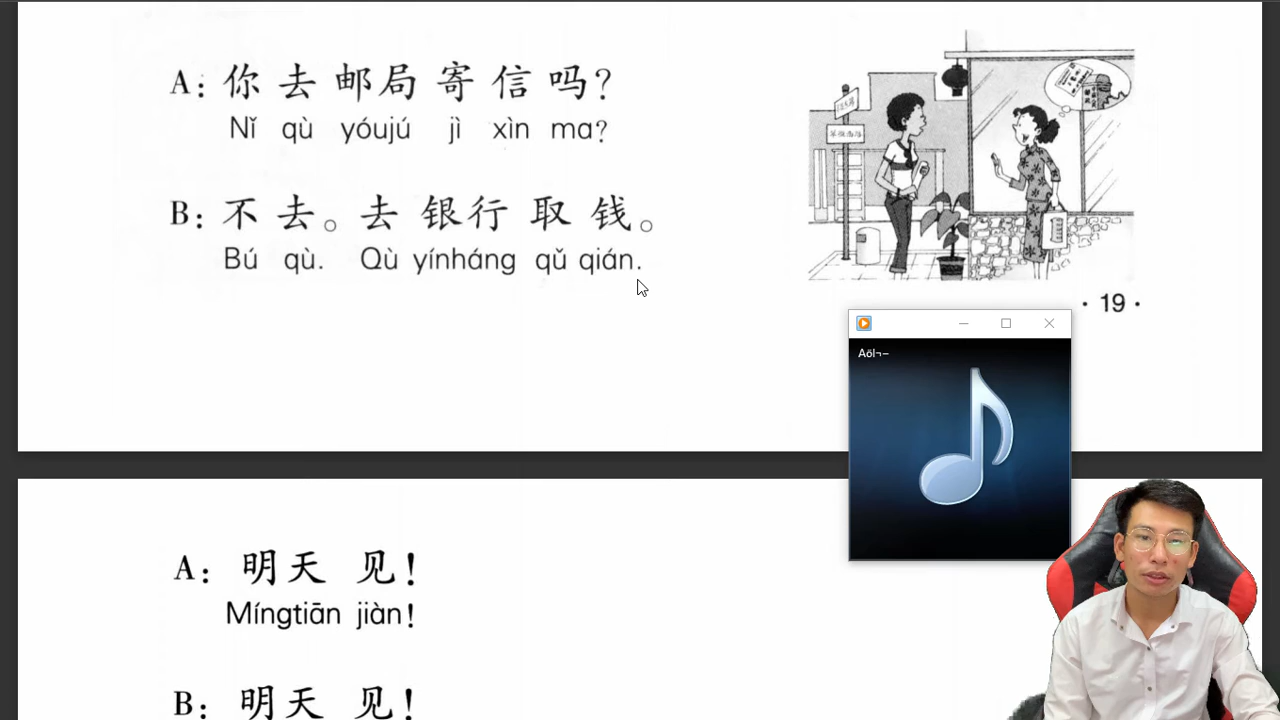 A: 你去邮局寄信吗？
Nǐ qù yóujú jì xìn ma?
B: 不去。去银行取钱。
Bú qù. Qù yínháng qǔ qián.
· 19 ·
Aöl¬–
A: 明天见！
Míngtiān jiàn!
B: 明天见！